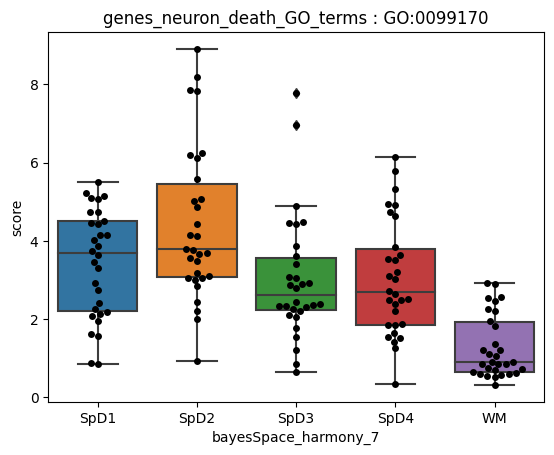 genes_neuron_death_GO_terms : GO:0099170
score
8
6
4
2
0
SpD1 SpD2 SpD3 SpD4 WM
bayesSpace_harmony_7